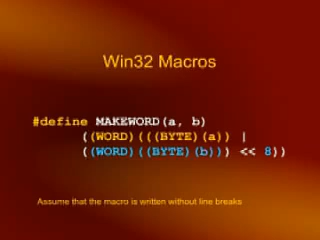 Win32 Macros
#define MAKEWORD(a, b)
((WORD)(((BYTE)(a)) |
((WORD)((BYTE)(b))) << 8))
Assume that the macro is written without line breaks